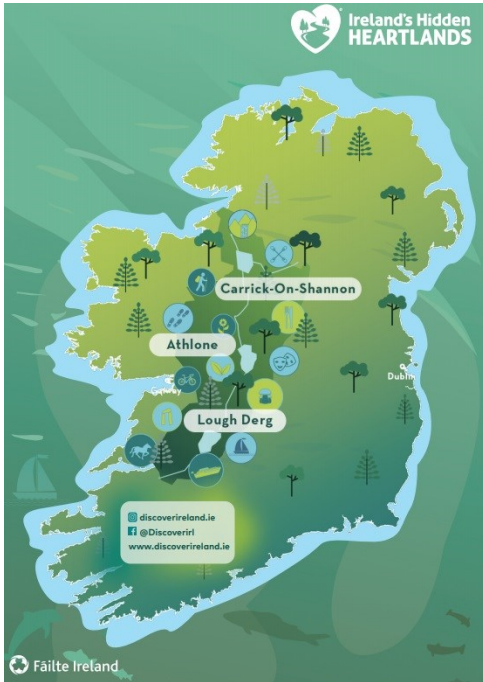 Ireland's Hidden
HEARTLANDS
Carrick-On-Shannon
Athlone
Dublin
Galway
Lough Derg
discoverireland.ie
@Discoverirl
www.discoverireland.ie
Fáilte Ireland